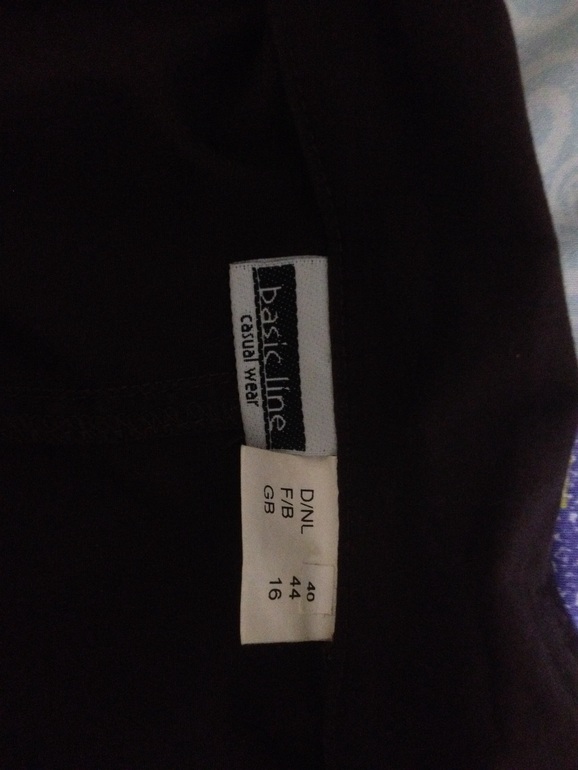 basic line
casual wear
D/NL 40
F/B 44
GB 16